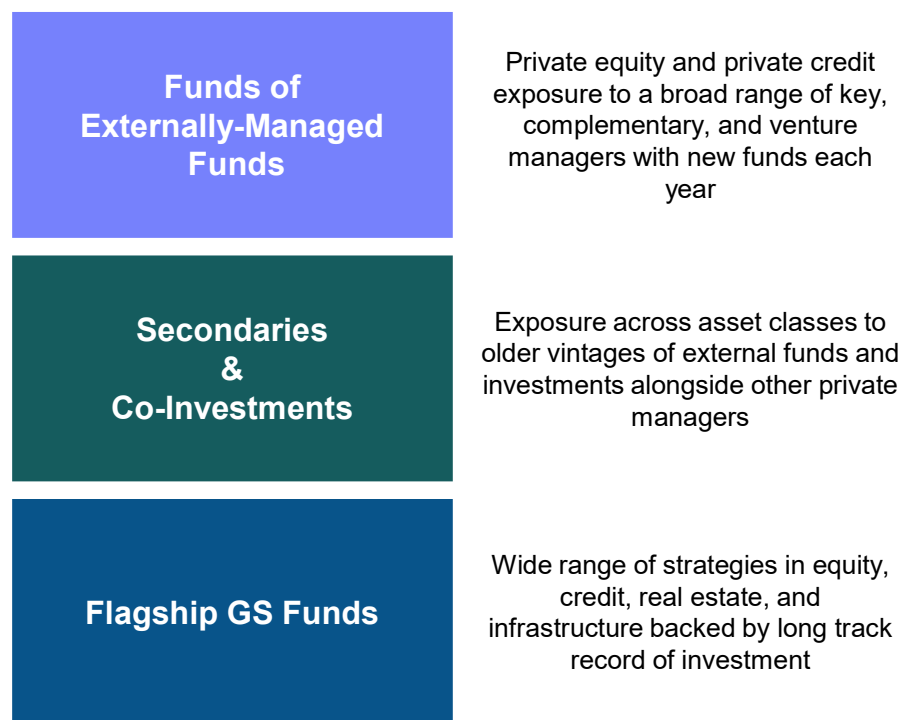 Funds of
Externally-Managed
Funds
Private equity and private credit
exposure to a broad range of key,
complementary, and venture
managers with new funds each
year
Secondaries
&
Co-Investments
Exposure across asset classes to
older vintages of external funds and
investments alongside other private
managers
Flagship GS Funds
Wide range of strategies in equity,
credit, real estate, and
infrastructure backed by long track
record of investment